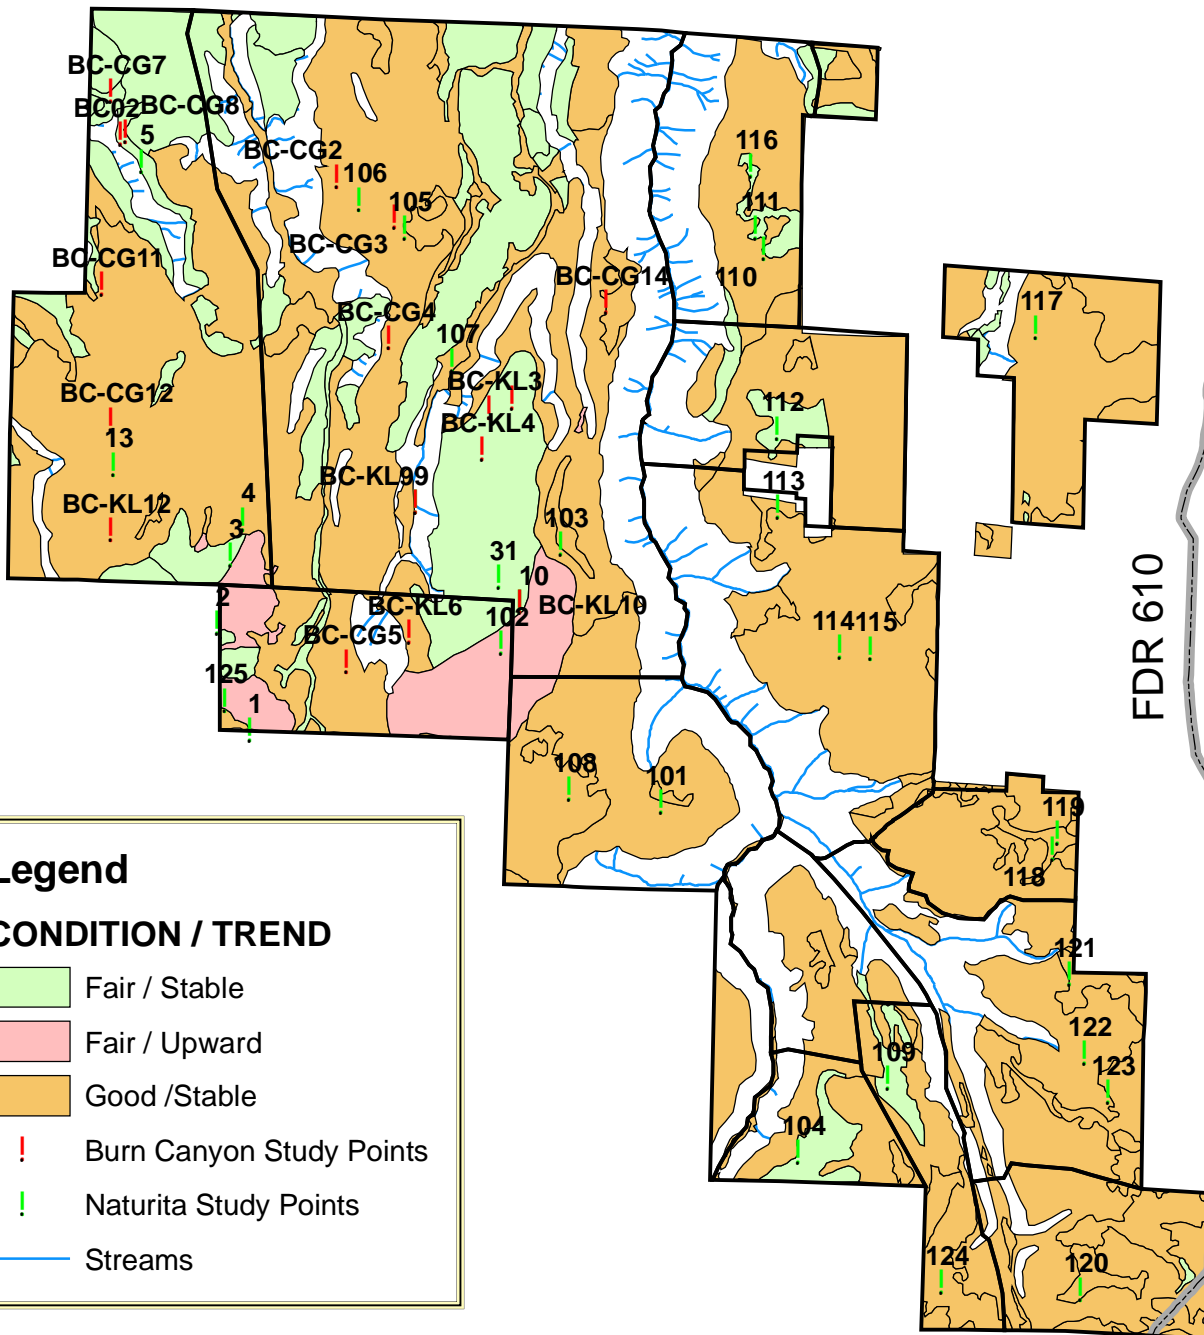 BC-CG7
BC02
BC-CG8
5
BC-CG2
106
105
116
111
110
BC-CG3
BC-CG11
BC-CG14
117
BC-CG4
107
BC-KL3
BC-CG12
BC-KL4
112
13
BC-KL99
113
BC-KL12
4
3
103
31
10
2
BC-KL6
BC-KL10
102
BC-CG5
114
115
FDR 610
125
1
108
101
119
118
121
122
123
109
104
124
120
Legend
CONDITION / TREND
Fair / Stable
Fair / Upward
Good /Stable
Burn Canyon Study Points
Naturita Study Points
Streams